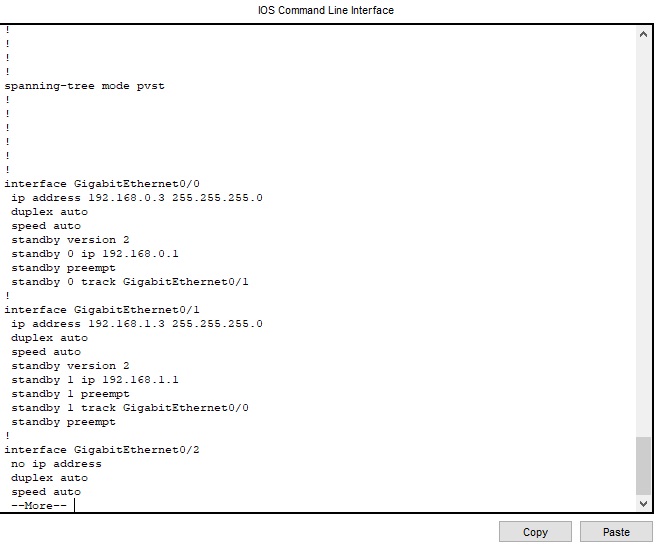 IOS Command Line Interface
!
!
!
!
spanning-tree mode pvst
!
!
!
!
!
!
interface GigabitEthernet0/0
 ip address 192.168.0.3 255.255.255.0
 duplex auto
 speed auto
 standby version 2
 standby 0 ip 192.168.0.1
 standby preempt
 standby 0 track GigabitEthernet0/1
!
interface GigabitEthernet0/1
 ip address 192.168.1.3 255.255.255.0
 duplex auto
 speed auto
 standby version 2
 standby 1 ip 192.168.1.1
 standby 1 preempt
 standby 1 track GigabitEthernet0/0
 standby preempt
!
interface GigabitEthernet0/2
 no ip address
 duplex auto
 speed auto
 --More--
Copy
Paste